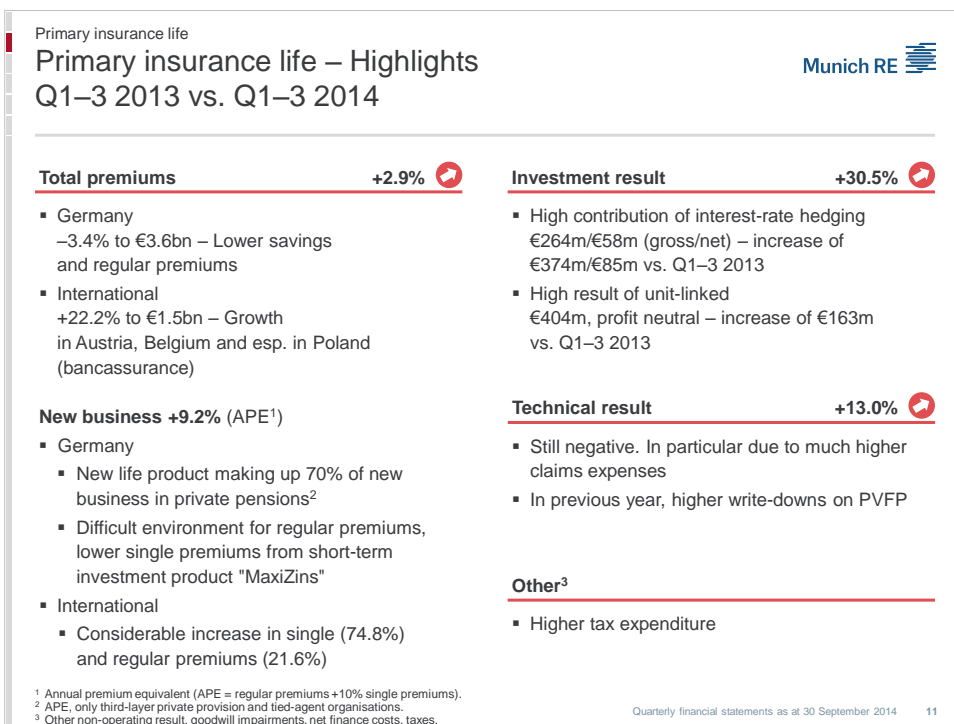 Primary insurance life
Primary insurance life – Highlights
Q1–3 2013 vs. Q1–3 2014
Munich RE
Total premiums +2.9%
▪ Germany
–3.4% to €3.6bn – Lower savings
and regular premiums
▪ International
+22.2% to €1.5bn – Growth
in Austria, Belgium and esp. in Poland
(bancassurance)
New business +9.2% (APE¹)
▪ Germany
▪ New life product making up 70% of new
business in private pensions²
▪ Difficult environment for regular premiums,
lower single premiums from short-term
investment product "MaxiZins"
▪ International
▪ Considerable increase in single (74.8%)
and regular premiums (21.6%)
Investment result +30.5%
▪ High contribution of interest-rate hedging
€264m/€58m (gross/net) – increase of
€374m/€85m vs. Q1–3 2013
▪ High result of unit-linked
€404m, profit neutral – increase of €163m
vs. Q1–3 2013
Technical result +13.0%
▪ Still negative. In particular due to much higher
claims expenses
▪ In previous year, higher write-downs on PVFP
Other³
▪ Higher tax expenditure
¹ Annual premium equivalent (APE = regular premiums +10% single premiums).
² APE, only third-layer private provision and tied-agent organisations.
³ Other non-operating result, goodwill impairments, net finance costs, taxes.
Quarterly financial statements as at 30 September 2014 11